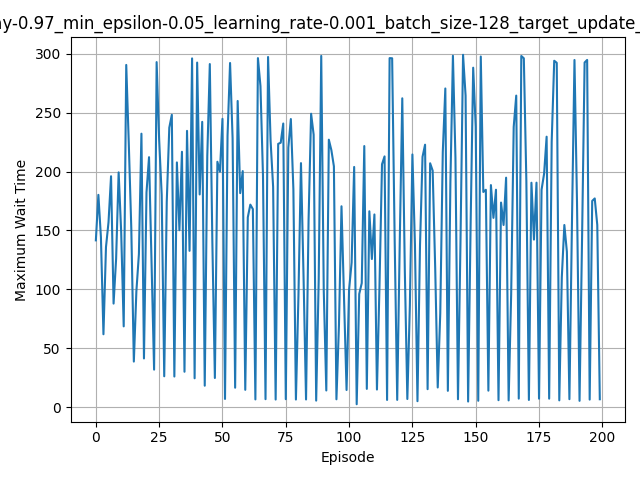 ay-0.97_min_epsilon-0.05_learning_rate-0.001_batch_size-128_target_update_
300
250
200
150
100
50
0
Maximum Wait Time
0 25 50 75 100 125 150 175 200
Episode